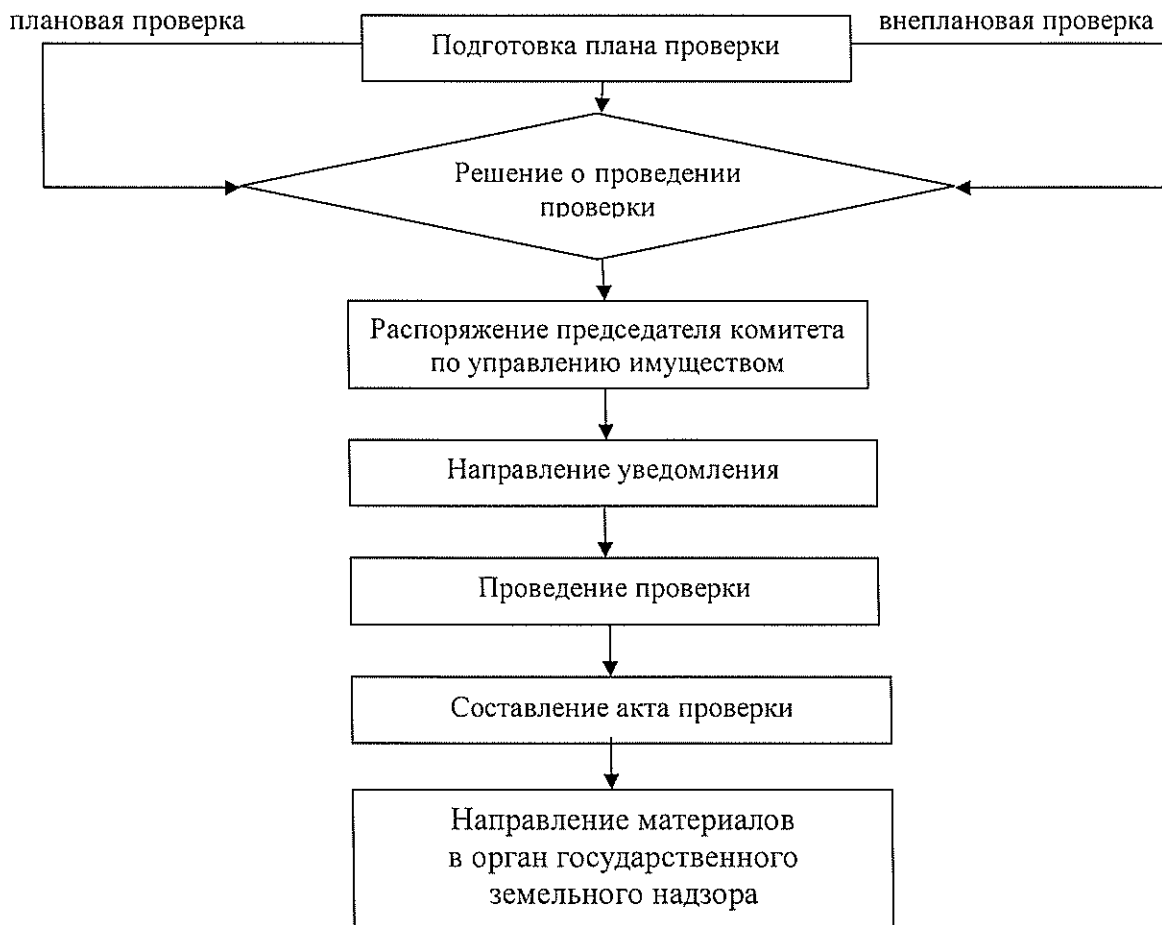 плановая проверка
Подготовка плана проверки
внеплановая проверка
Решение о проведении
проверки
Распоряжение председателя комитета
по управлению имуществом
Направление уведомления
Проведение проверки
Составление акта проверки
Направление материалов
в орган государственного
земельного надзора